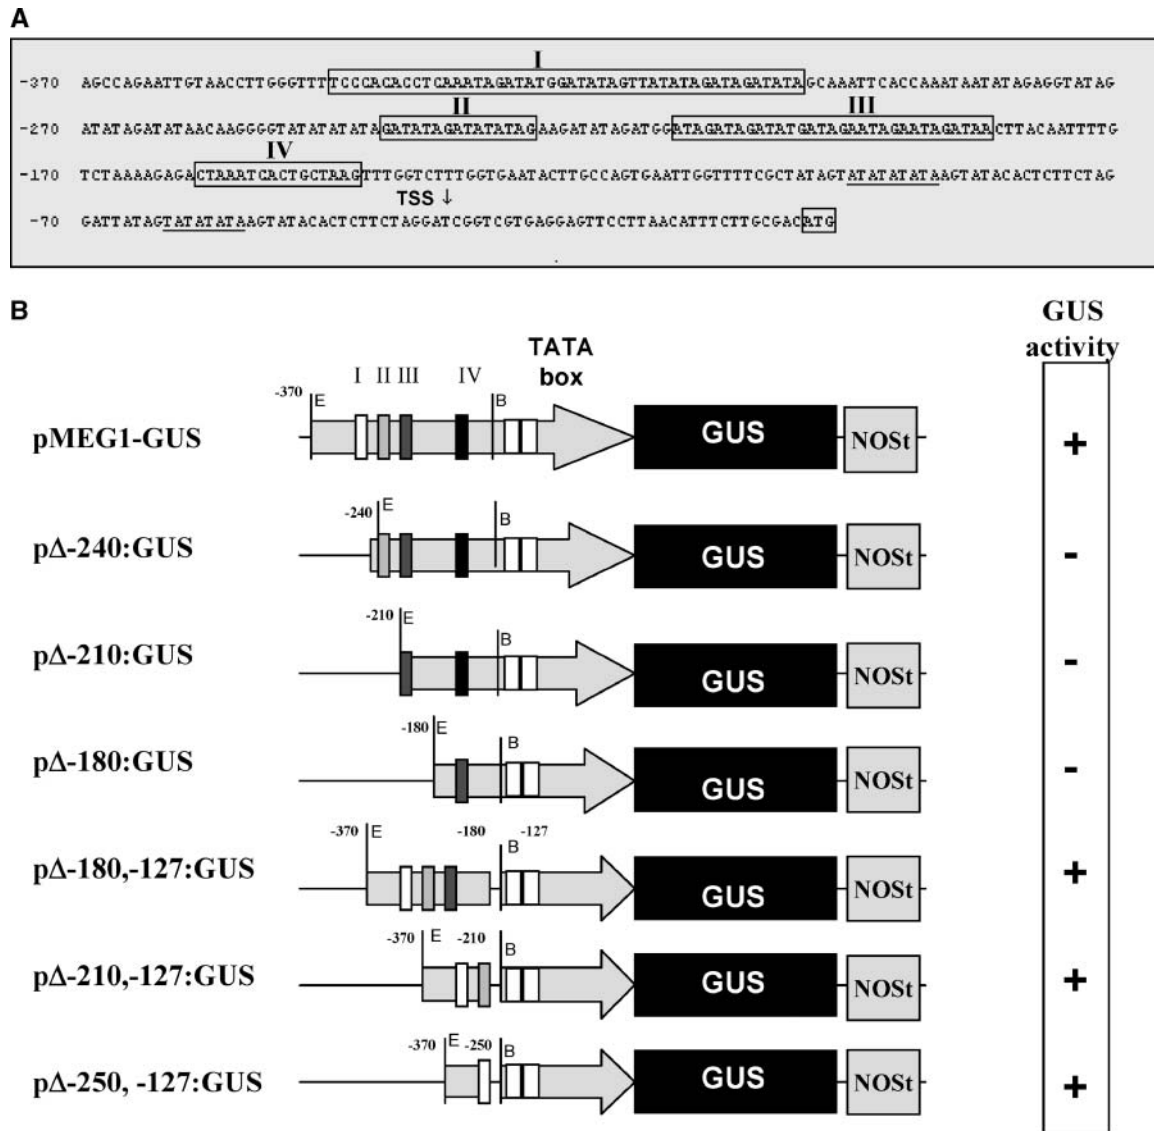 A
I
-370 AGCCAGAATTGTAACCTTGGGTTTTCCCACACCTCAAATAGATATGGATATAGTTATATAGATAGATATAGCAAATTCACCAAATAATATAGAGGTATAG
II III
-270 ATATAGATATAACAAGGGGTATATATATAGATATAGATATATAGAAGATATAGATGGATAGATAGATATGATAGAATAGAATAGATAACTTACAATTTTG
IV
-170 TCTAAAAGAGACTAAATCACTGCTAAGTTTGGTCTTTGGTGAATACTTGCCAGTGAATTGGTTTTCGCTATAGTATATATATAAGTATACACTCTTCTAG
TSS ↓
-70 GATTATAGTATATATAAGTATACACTCTTCTAGGATCGGTCGTGAGGAGTTCCTTAACATTTCTTGCGACATG
B
GUS
activity
TATA
box
I II III IV
-370 E B
pMEG1-GUS GUS NOSt +
-240 E B
pΔ-240:GUS GUS NOSt -
-210 E B
pΔ-210:GUS GUS NOSt -
-180 E B
pΔ-180:GUS GUS NOSt -
-370 E -180 B -127
pΔ-180,-127:GUS GUS NOSt +
-370 E -210 B
pΔ-210,-127:GUS GUS NOSt +
-370 E -250 B
pΔ-250, -127:GUS GUS NOSt +